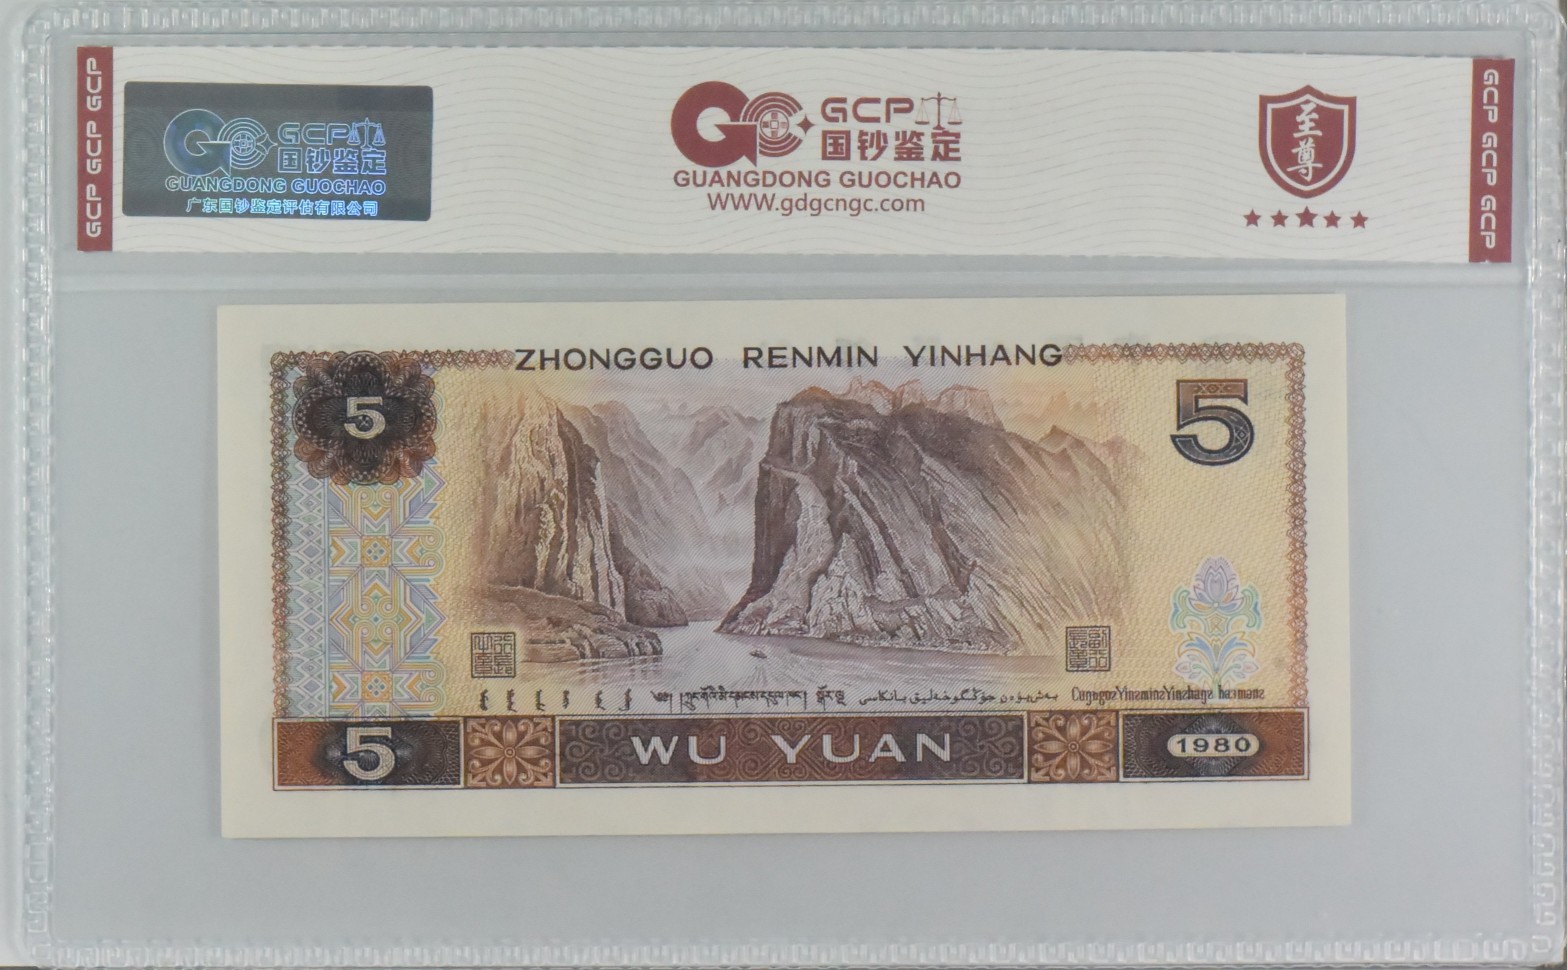 GCP GCP GCP
GCP
国钞鉴定
GUANGDONG GUOCHAO
广东国钞鉴定评估有限公司
GCP
国钞鉴定
GUANGDONG GUOCHAO
WWW.gdgcngc.com
至尊
GCP GCP GCP
ZHONGGUO RENMIN YINHANG
5
5
5
WU YUAN
1980